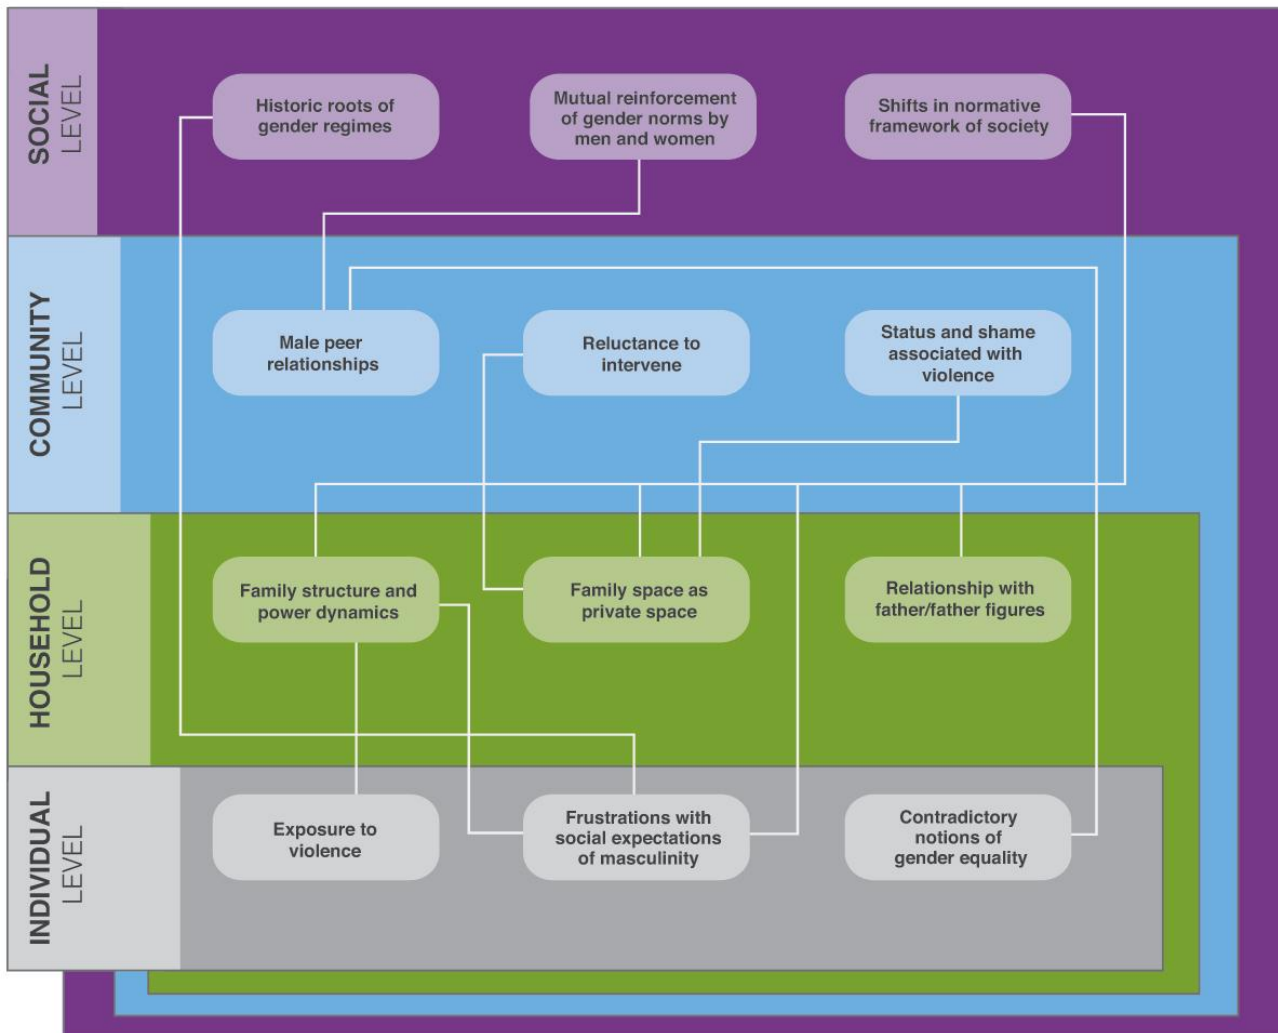 SOCIAL
LEVEL
Historic roots of
gender regimes
Mutual reinforcement
of gender norms by
men and women
Shifts in normative
framework of society
COMMUNITY
LEVEL
Male peer
relationships
Reluctance to
intervene
Status and shame
associated with
violence
HOUSEHOLD
LEVEL
Family structure and
power dynamics
Family space as
private space
Relationship with
father/father figures
INDIVIDUAL
LEVEL
Exposure to
violence
Frustrations with
social expectations
of masculinity
Contradictory
notions of
gender equality